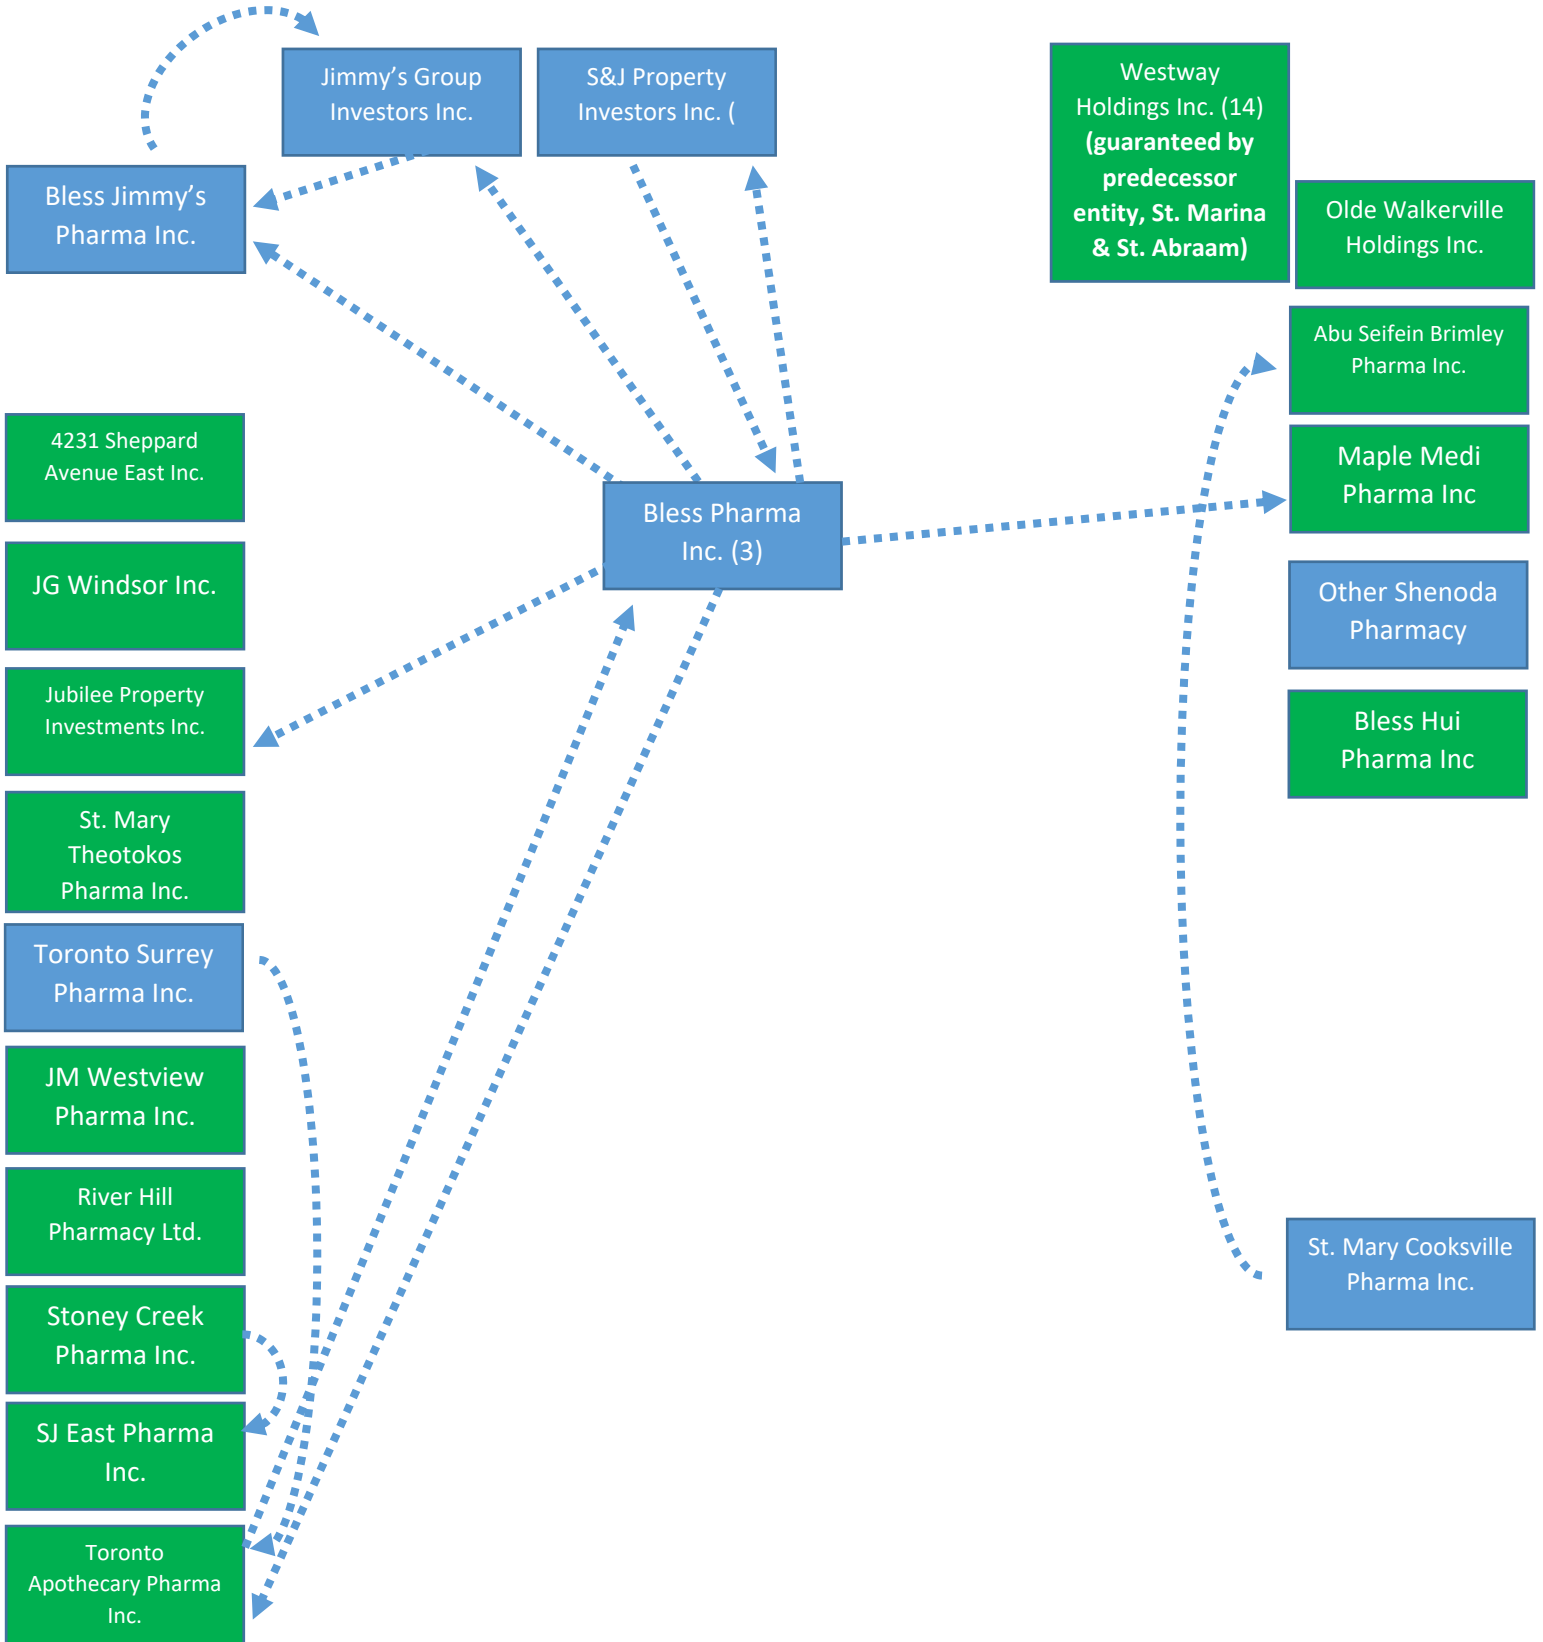 Jimmy’s Group
Investors Inc.
S&J Property
Investors Inc. (
Westway
Holdings Inc. (14)
(guaranteed by
predecessor
entity, St. Marina
& St. Abraam)
Bless Jimmy’s
Pharma Inc.
Olde Walkerville
Holdings Inc.
Abu Seifein Brimley
Pharma Inc.
4231 Sheppard
Avenue East Inc.
Maple Medi
Pharma Inc
Bless Pharma
Inc. (3)
JG Windsor Inc.
Other Shenoda
Pharmacy
Jubilee Property
Investments Inc.
Bless Hui
Pharma Inc
St. Mary
Theotokos
Pharma Inc.
Toronto Surrey
Pharma Inc.
JM Westview
Pharma Inc.
River Hill
Pharmacy Ltd.
St. Mary Cooksville
Pharma Inc.
Stoney Creek
Pharma Inc.
SJ East Pharma
Inc.
Toronto
Apothecary Pharma
Inc.